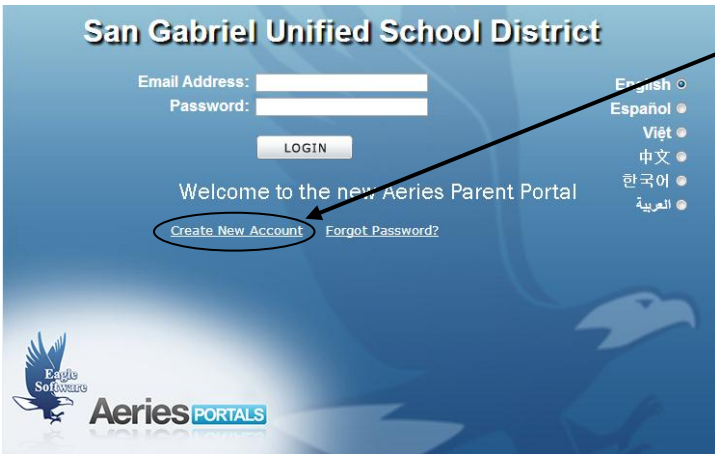 San Gabriel Unified School District
Email Address:
Password:
LOGIN
English
Español
Việt
中文
한국어
العربية
Welcome to the new Aeries Parent Portal
Create New Account Forgot Password?
Eagle
Software
Aeries PORTALS